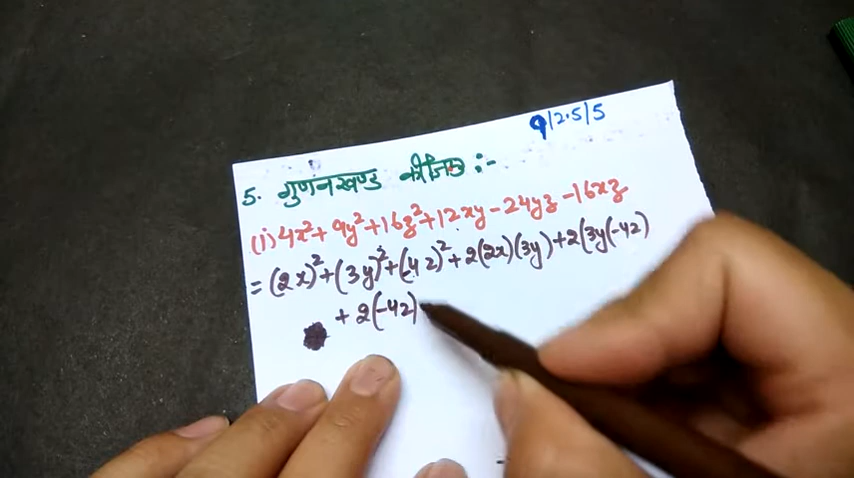 9/2.5/5
5. गुणनखण्ड कीजिए :-
(i) 4x² + 9y² + 16z² + 12xy - 24yz - 16xz
= (2x)² + (3y)² + (-4z)² + 2(2x)(3y) + 2(3y(-4z)
+ 2(-4z)